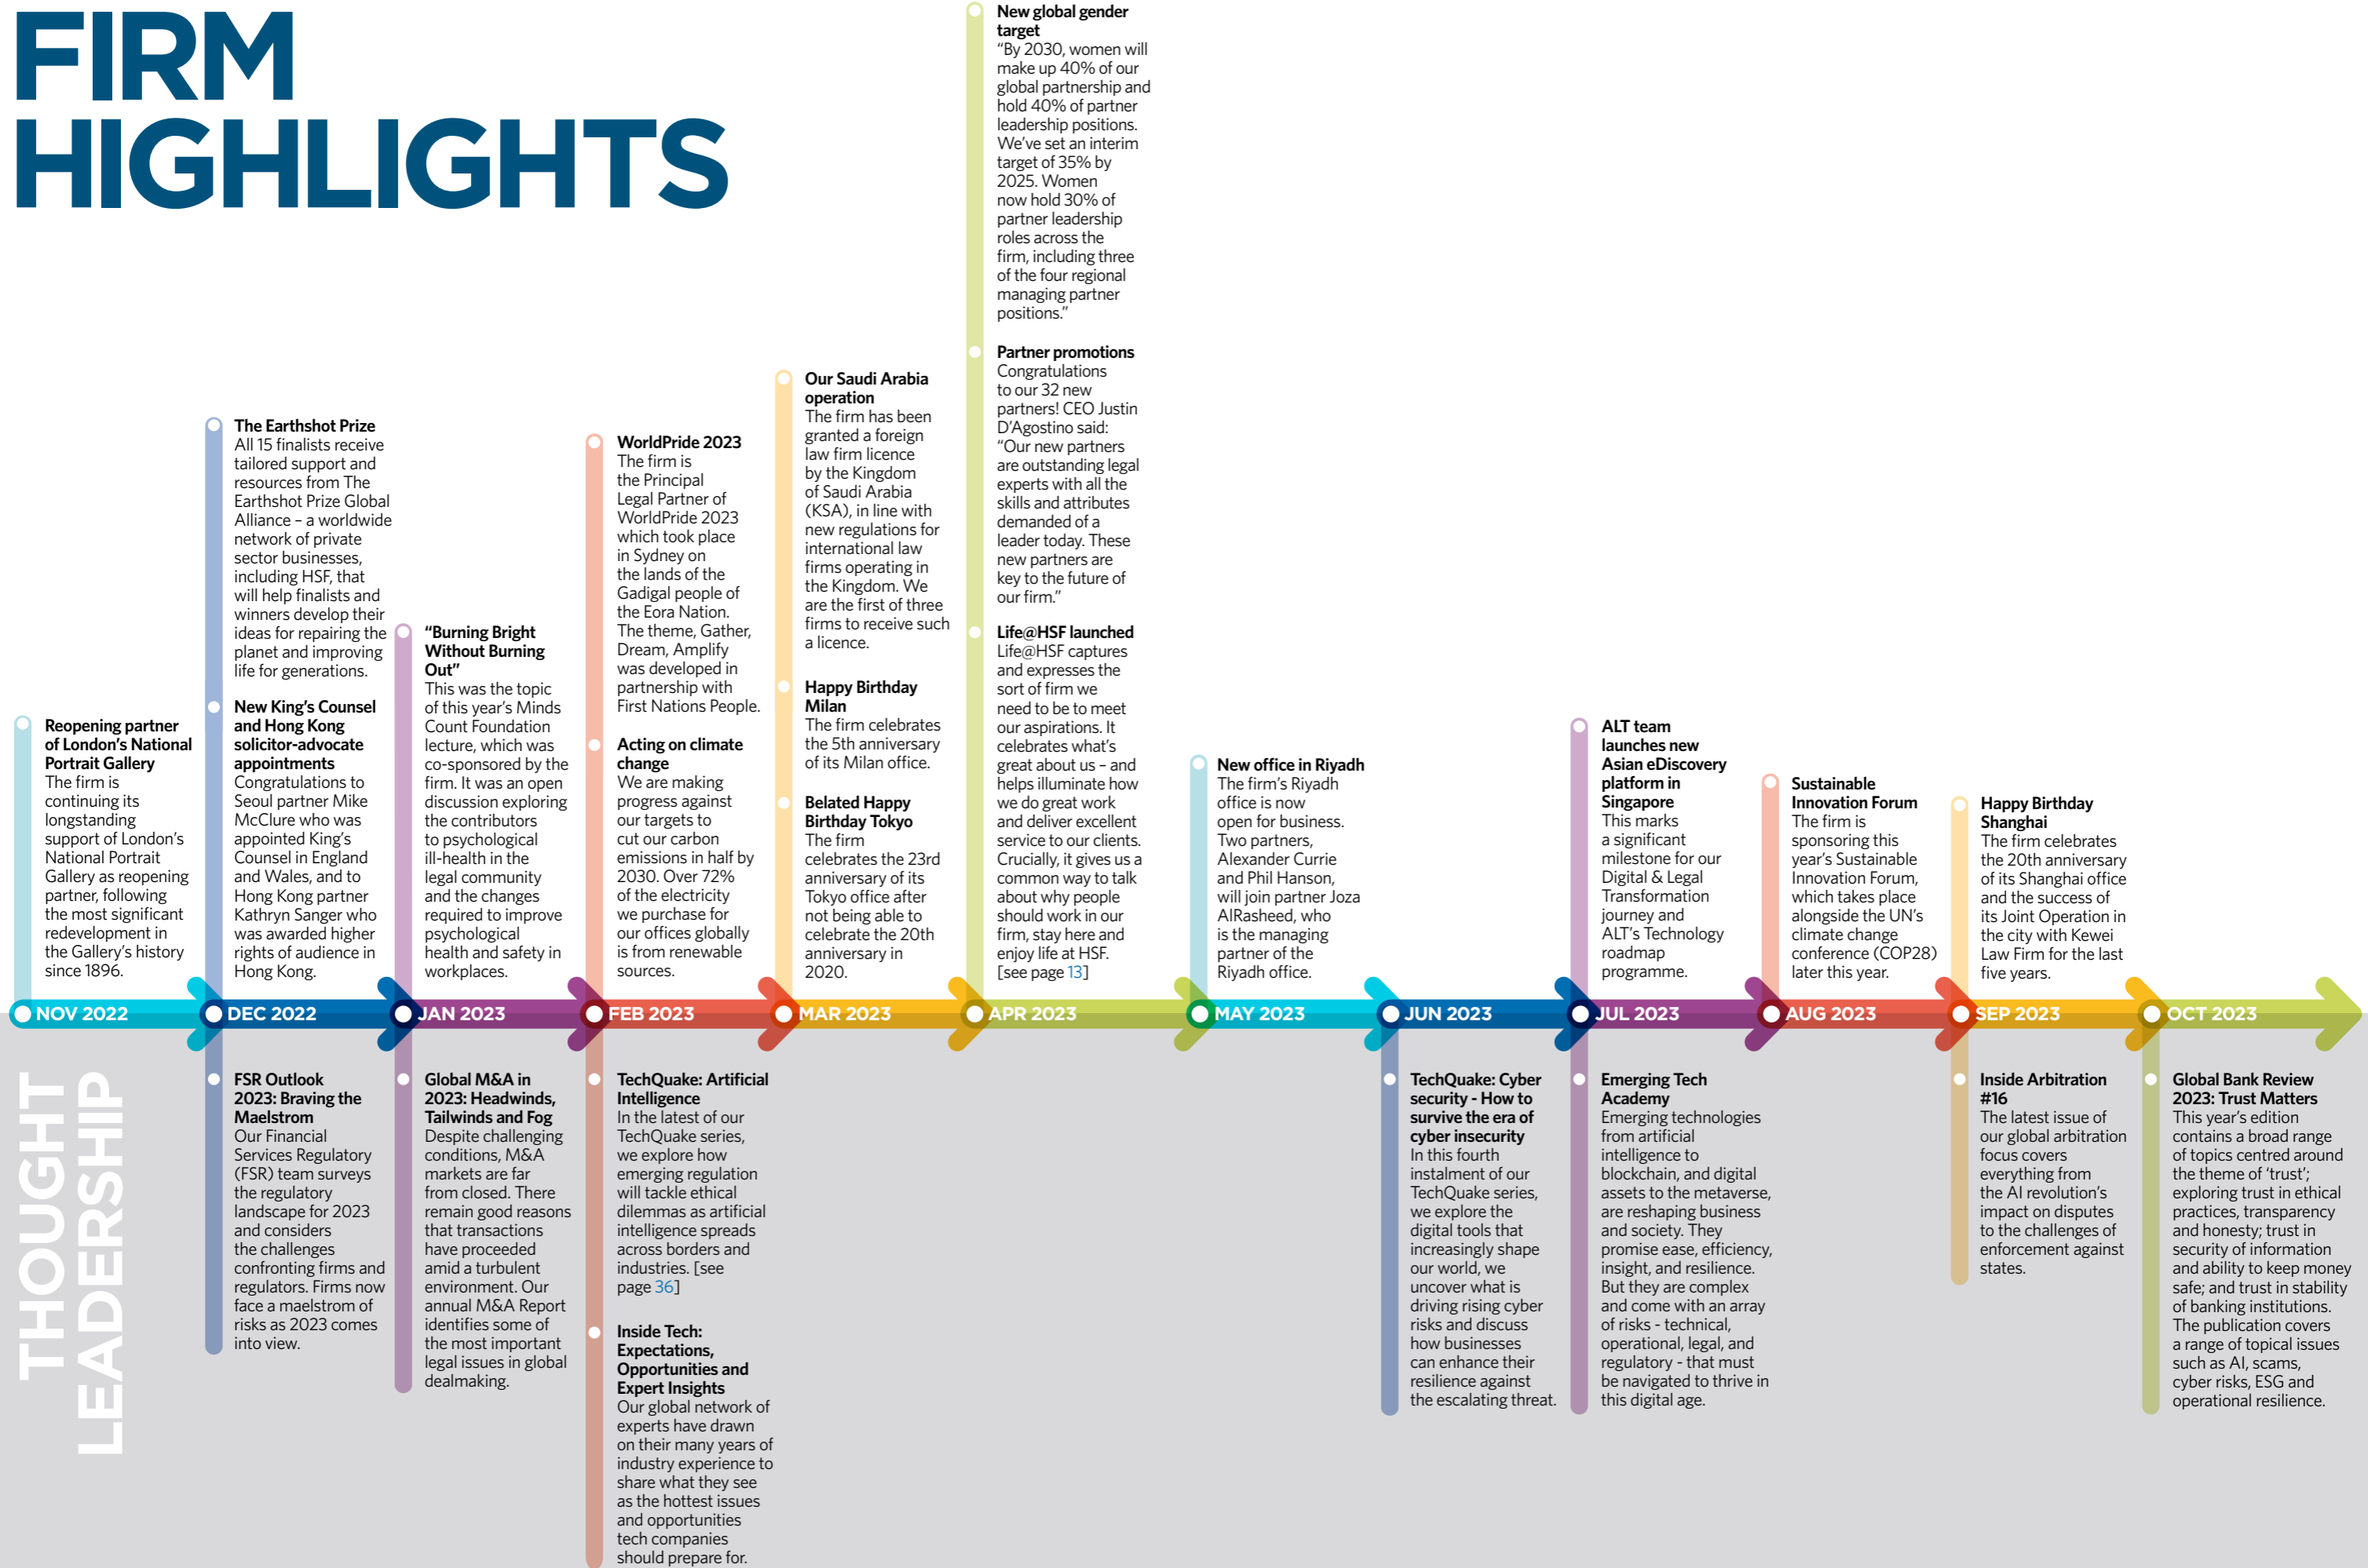 FIRM
HIGHLIGHTS
Reopening partner
of London's National
Portrait Gallery
The firm is
continuing its
longstanding
support of London's
National Portrait
Gallery as reopening
partner, following
the most significant
redevelopment in
the Gallery's history
since 1896.
The Earthshot Prize
All 15 finalists receive
tailored support and
resources from The
Earthshot Prize Global
Alliance – a worldwide
network of private
sector businesses,
including HSF, that
will help finalists and
winners develop their
ideas for repairing the
planet and improving
life for generations.
New King's Counsel
and Hong Kong
solicitor-advocate
appointments
Congratulations to
Seoul partner Mike
McClure who was
appointed King's
Counsel in England
and Wales, and to
Hong Kong partner
Kathryn Sanger who
was awarded higher
rights of audience in
Hong Kong.
“Burning Bright
Without Burning
Out”
This was the topic
of this year's Minds
Count Foundation
lecture, which was
co-sponsored by the
firm. It was an open
discussion exploring
the contributors
to psychological
ill-health in the
legal community
and the changes
required to improve
psychological
health and safety in
workplaces.
WorldPride 2023
The firm is
the Principal
Legal Partner of
WorldPride 2023
which took place
in Sydney on
the lands of the
Gadigal people of
the Eora Nation.
The theme, Gather,
Dream, Amplify
was developed in
partnership with
First Nations People.
Acting on climate
change
We are making
progress against
our targets to
cut our carbon
emissions in half by
2030. Over 72%
of the electricity
we purchase for
our offices globally
is from renewable
sources.
Our Saudi Arabia
operation
The firm has been
granted a foreign
law firm licence
by the Kingdom
of Saudi Arabia
(KSA), in line with
new regulations for
international law
firms operating in
the Kingdom. We
are the first of three
firms to receive such
a licence.
Happy Birthday
Milan
The firm celebrates
the 5th anniversary
of its Milan office.
Belated Happy
Birthday Tokyo
The firm
celebrates the 23rd
anniversary of its
Tokyo office after
not being able to
celebrate the 20th
anniversary in
2020.
New global gender
target
“By 2030, women will
make up 40% of our
global partnership and
hold 40% of partner
leadership positions.
We've set an interim
target of 35% by
2025. Women
now hold 30% of
partner leadership
roles across the
firm, including three
of the four regional
managing partner
positions.”
Partner promotions
Congratulations
to our 32 new
partners! CEO Justin
D'Agostino said:
“Our new partners
are outstanding legal
experts with all the
skills and attributes
demanded of a
leader today. These
new partners are
key to the future of
our firm.”
Life@HSF launched
Life@HSF captures
and expresses the
sort of firm we
need to be to meet
our aspirations. It
celebrates what's
great about us – and
helps illuminate how
we do great work
and deliver excellent
service to our clients.
Crucially, it gives us a
common way to talk
about why people
should work in our
firm, stay here and
enjoy life at HSF.
[see page 13]
New office in Riyadh
The firm's Riyadh
office is now
open for business.
Two partners,
Alexander Currie
and Phil Hanson,
will join partner Joza
AlRasheed, who
is the managing
partner of the
Riyadh office.
ALT team
launches new
Asian eDiscovery
platform in
Singapore
This marks
a significant
milestone for our
Digital & Legal
Transformation
journey and
ALT's Technology
roadmap
programme.
Sustainable
Innovation Forum
The firm is
sponsoring this
year's Sustainable
Innovation Forum,
which takes place
alongside the UN's
climate change
conference (COP28)
later this year.
Happy Birthday
Shanghai
The firm celebrates
the 20th anniversary
of its Shanghai office
and the success of
its Joint Operation in
the city with Kewei
Law Firm for the last
five years.
NOV 2022
DEC 2022
JAN 2023
FEB 2023
MAR 2023
APR 2023
MAY 2023
JUN 2023
JUL 2023
AUG 2023
SEP 2023
OCT 2023
THOUGHT
LEADERSHIP
FSR Outlook
2023: Braving the
Maelstrom
Our Financial
Services Regulatory
(FSR) team surveys
the regulatory
landscape for 2023
and considers
the challenges
confronting firms and
regulators. Firms now
face a maelstrom of
risks as 2023 comes
into view.
Global M&A in
2023: Headwinds,
Tailwinds and Fog
Despite challenging
conditions, M&A
markets are far
from closed. There
remain good reasons
that transactions
have proceeded
amid a turbulent
environment. Our
annual M&A Report
identifies some of
the most important
legal issues in global
dealmaking.
TechQuake: Artificial
Intelligence
In the latest of our
TechQuake series,
we explore how
emerging regulation
will tackle ethical
dilemmas as artificial
intelligence spreads
across borders and
industries. [see
page 36]
Inside Tech:
Expectations,
Opportunities and
Expert Insights
Our global network of
experts have drawn
on their many years of
industry experience to
share what they see
as the hottest issues
and opportunities
tech companies
should prepare for.
TechQuake: Cyber
security - How to
survive the era of
cyber insecurity
In this fourth
instalment of our
TechQuake series,
we explore the
digital tools that
increasingly shape
our world, we
uncover what is
driving rising cyber
risks and discuss
how businesses
can enhance their
resilience against
the escalating threat.
Emerging Tech
Academy
Emerging technologies
from artificial
intelligence to
blockchain, and digital
assets to the metaverse,
are reshaping business
and society. They
promise ease, efficiency,
insight, and resilience.
But they are complex
and come with an array
of risks - technical,
operational, legal, and
regulatory - that must
be navigated to thrive in
this digital age.
Inside Arbitration
#16
The latest issue of
our global arbitration
focus covers
everything from
the AI revolution's
impact on disputes
to the challenges of
enforcement against
states.
Global Bank Review
2023: Trust Matters
This year's edition
contains a broad range
of topics centred around
the theme of ‘trust’;
exploring trust in ethical
practices, transparency
and honesty; trust in
security of information
and ability to keep money
safe; and trust in stability
of banking institutions.
The publication covers
a range of topical issues
such as AI, scams,
cyber risks, ESG and
operational resilience.